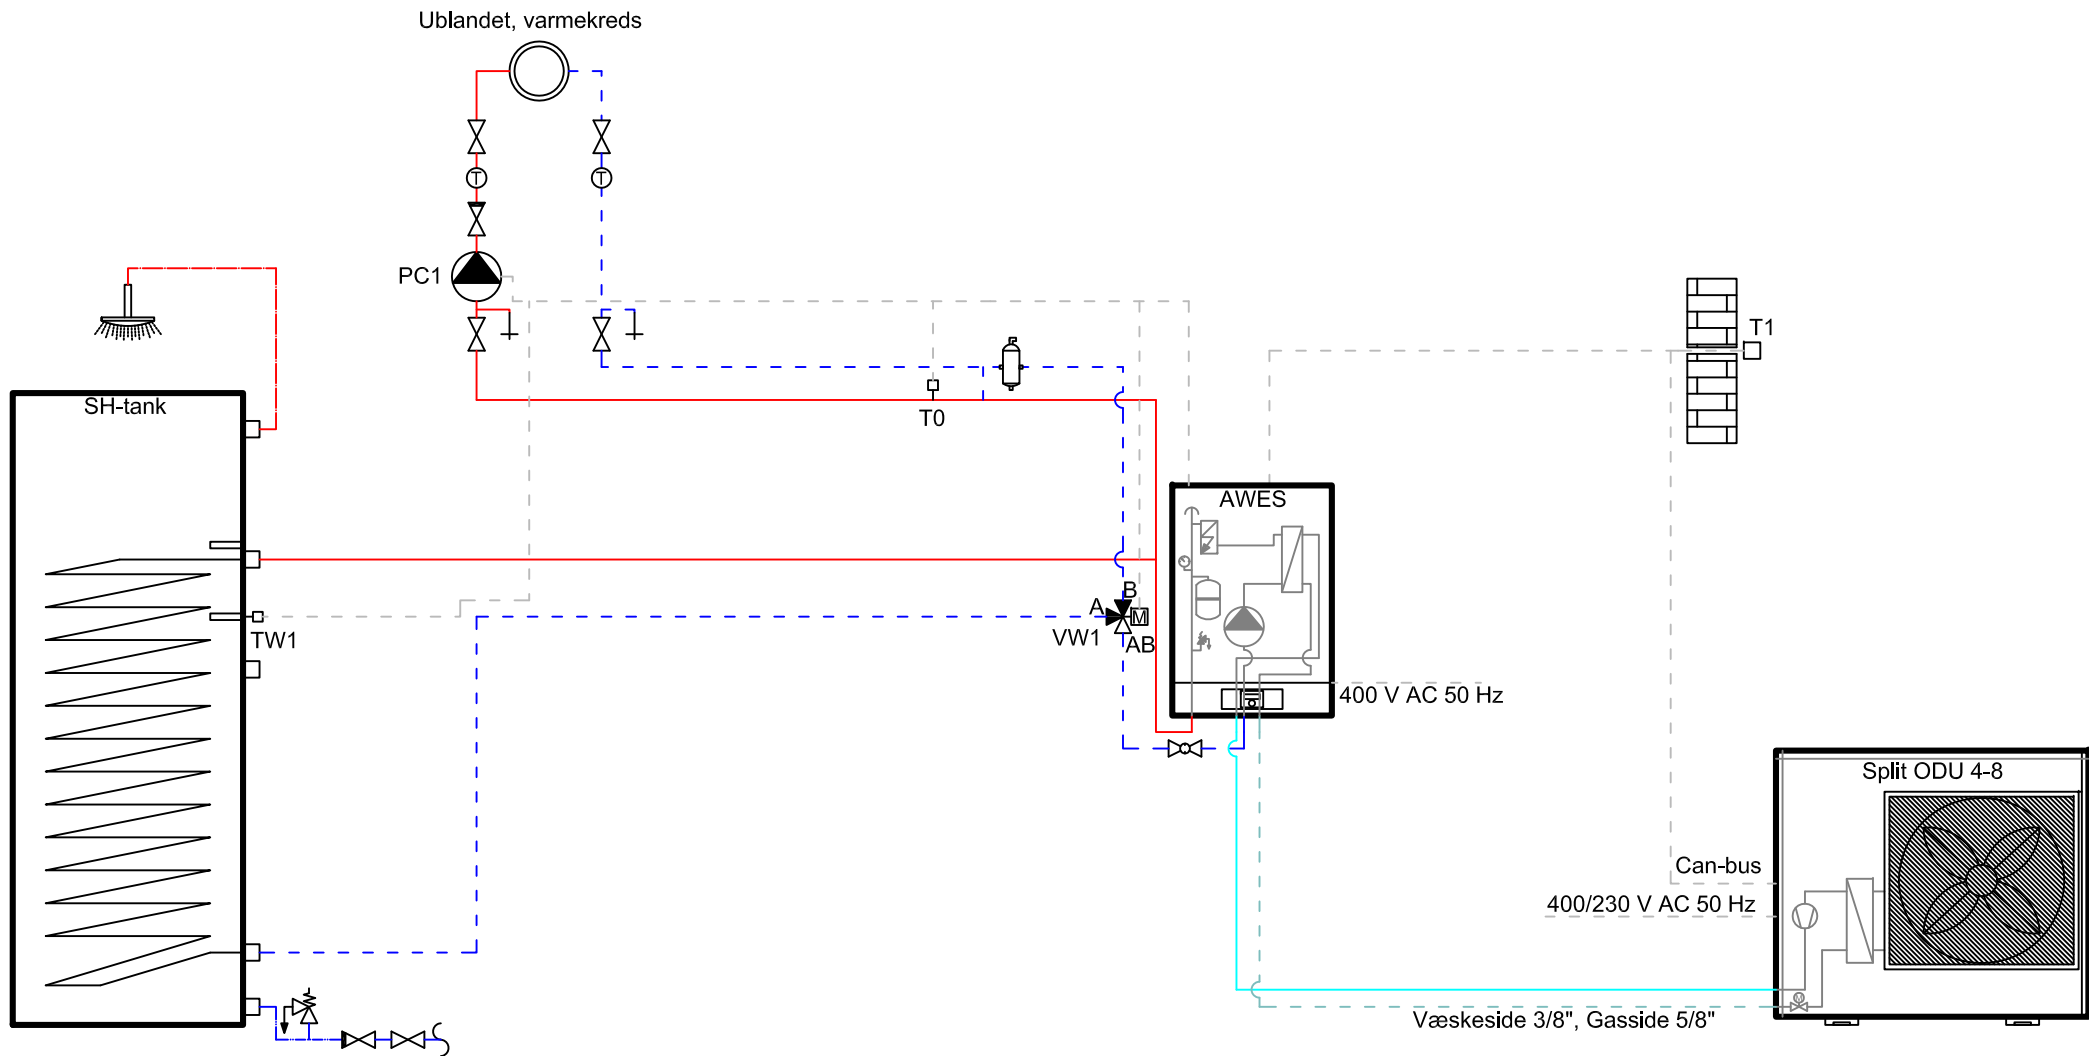 Ublandet, varmekreds
T
T
PC1
T1
SH-tank
T0
AWES
B
A
M
TW1
VW1
AB
400 V AC 50 Hz
Split ODU 4-8
Can-bus
400/230 V AC 50 Hz
M
Væskeside 3/8", Gasside 5/8"